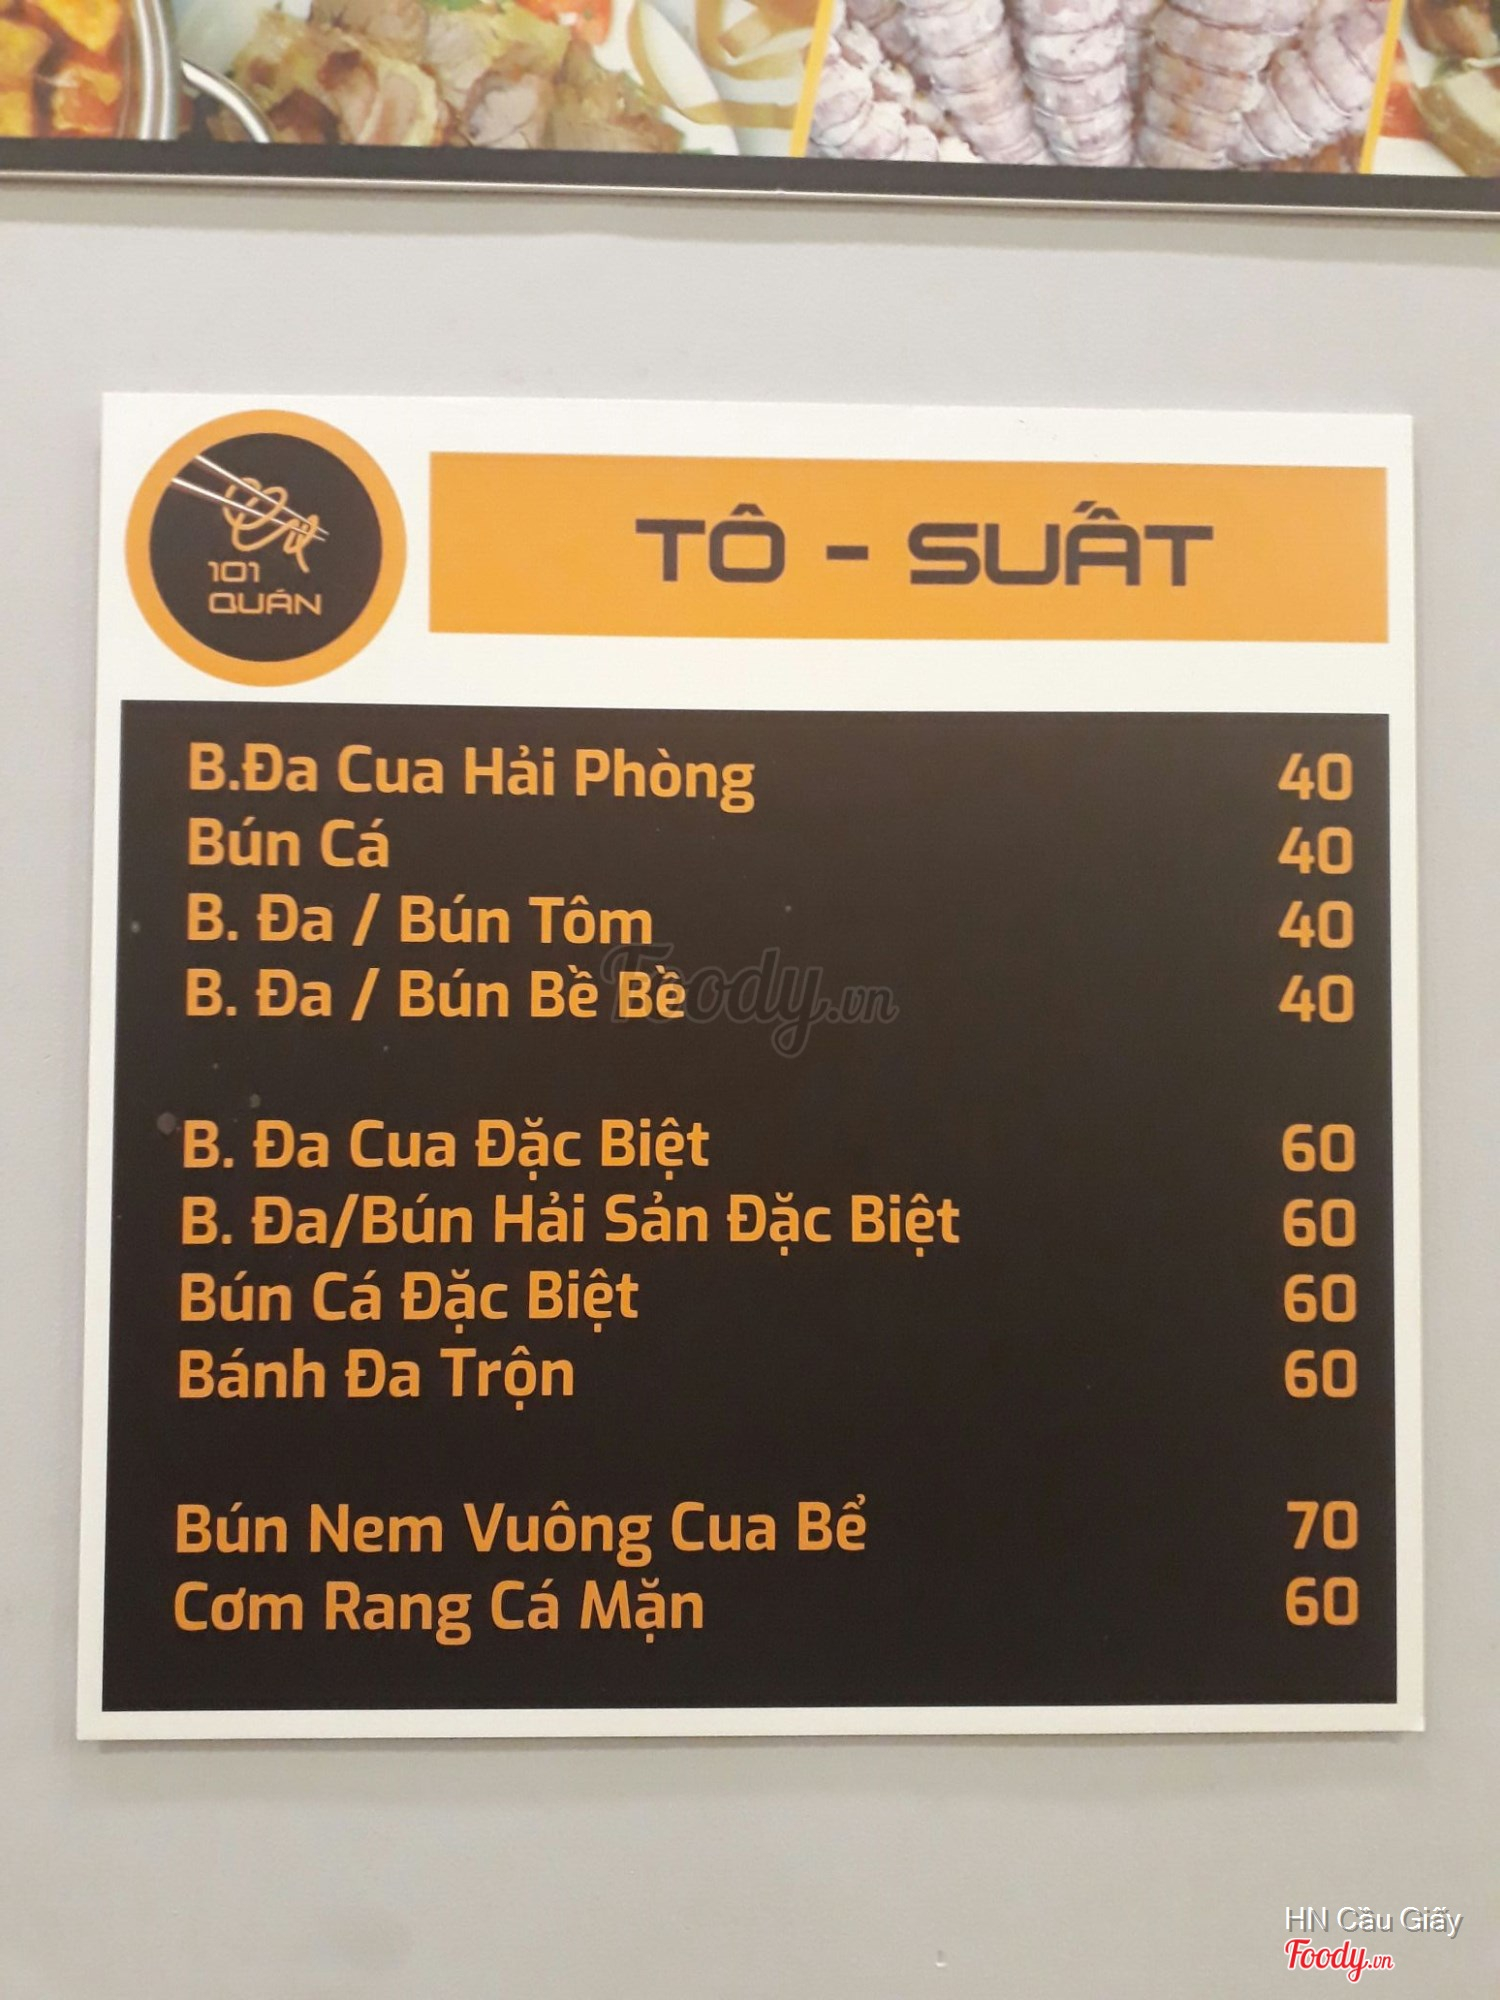 101
QUÁN
TÔ - SUẤT
B.Đa Cua Hải Phòng 40
Bún Cá 40
B. Đa / Bún Tôm 40
B. Đa / Bún Bề Bề 40
B. Đa Cua Đặc Biệt 60
B. Đa/Bún Hải Sản Đặc Biệt 60
Bún Cá Đặc Biệt 60
Bánh Đa Trộn 60
Bún Nem Vuông Cua Bể 70
Cơm Rang Cá Mặn 60
Foody.vn
HN Cầu Giấy
Foody.vn